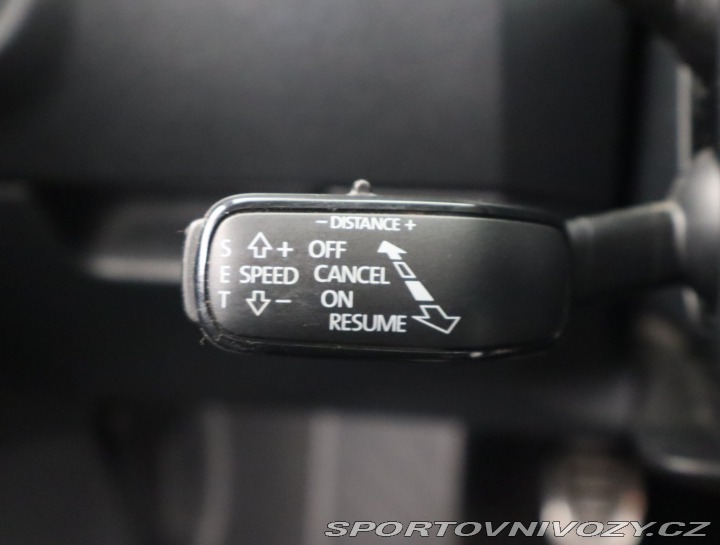 - DISTANCE +
S + OFF
E SPEED CANCEL
T - ON
RESUME
SPORTOVNIVOZY.CZ